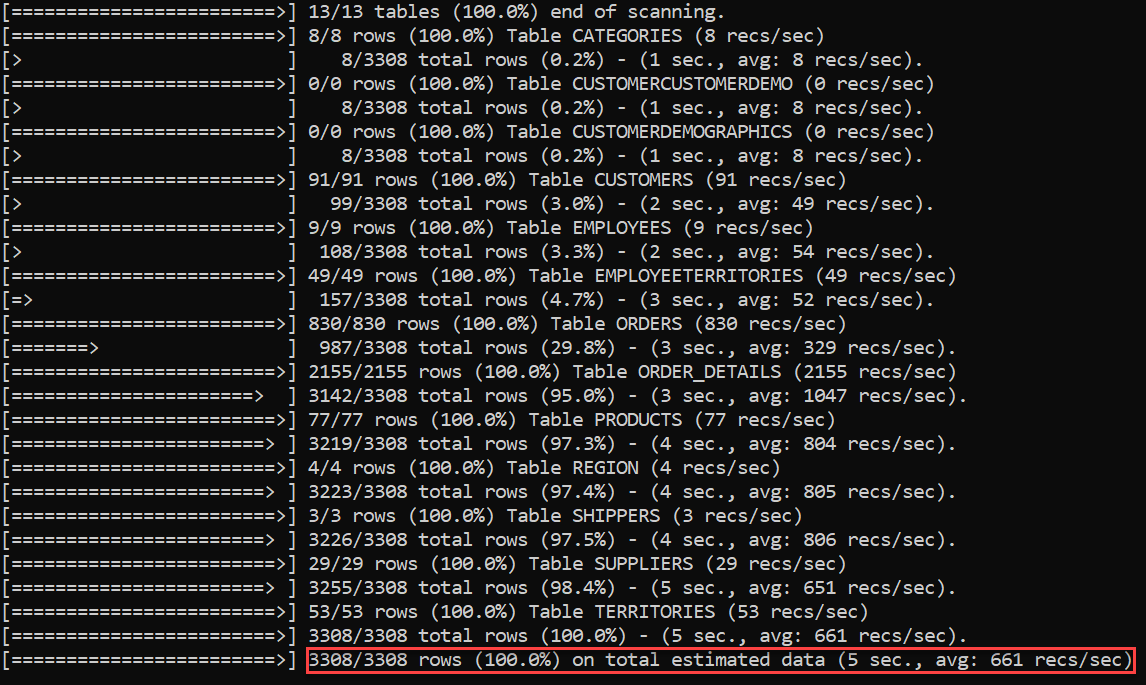 [========================>] 13/13 tables (100.0%) end of scanning.
[========================>] 8/8 rows (100.0%) Table CATEGORIES (8 recs/sec)
[>                        ]    8/3308 total rows (0.2%) - (1 sec., avg: 8 recs/sec).
[========================>] 0/0 rows (100.0%) Table CUSTOMERCUSTOMERDEMO (0 recs/sec)
[>                        ]    8/3308 total rows (0.2%) - (1 sec., avg: 8 recs/sec).
[========================>] 0/0 rows (100.0%) Table CUSTOMERDEMOGRAPHICS (0 recs/sec)
[>                        ]    8/3308 total rows (0.2%) - (1 sec., avg: 8 recs/sec).
[========================>] 91/91 rows (100.0%) Table CUSTOMERS (91 recs/sec)
[>                        ]   99/3308 total rows (3.0%) - (2 sec., avg: 49 recs/sec).
[========================>] 9/9 rows (100.0%) Table EMPLOYEES (9 recs/sec)
[>                        ]  108/3308 total rows (3.3%) - (2 sec., avg: 54 recs/sec).
[========================>] 49/49 rows (100.0%) Table EMPLOYEETERRITORIES (49 recs/sec)
[=>                       ]  157/3308 total rows (4.7%) - (3 sec., avg: 52 recs/sec).
[========================>] 830/830 rows (100.0%) Table ORDERS (830 recs/sec)
[=======>                 ]  987/3308 total rows (29.8%) - (3 sec., avg: 329 recs/sec).
[========================>] 2155/2155 rows (100.0%) Table ORDER_DETAILS (2155 recs/sec)
[======================>  ] 3142/3308 total rows (95.0%) - (3 sec., avg: 1047 recs/sec).
[========================>] 77/77 rows (100.0%) Table PRODUCTS (77 recs/sec)
[=======================> ] 3219/3308 total rows (97.3%) - (4 sec., avg: 804 recs/sec).
[========================>] 4/4 rows (100.0%) Table REGION (4 recs/sec)
[=======================> ] 3223/3308 total rows (97.4%) - (4 sec., avg: 805 recs/sec).
[========================>] 3/3 rows (100.0%) Table SHIPPERS (3 recs/sec)
[=======================> ] 3226/3308 total rows (97.5%) - (4 sec., avg: 806 recs/sec).
[========================>] 29/29 rows (100.0%) Table SUPPLIERS (29 recs/sec)
[=======================> ] 3255/3308 total rows (98.4%) - (5 sec., avg: 651 recs/sec).
[========================>] 53/53 rows (100.0%) Table TERRITORIES (53 recs/sec)
[========================>] 3308/3308 total rows (100.0%) - (5 sec., avg: 661 recs/sec).
[========================>] 3308/3308 rows (100.0%) on total estimated data (5 sec., avg: 661 recs/sec)